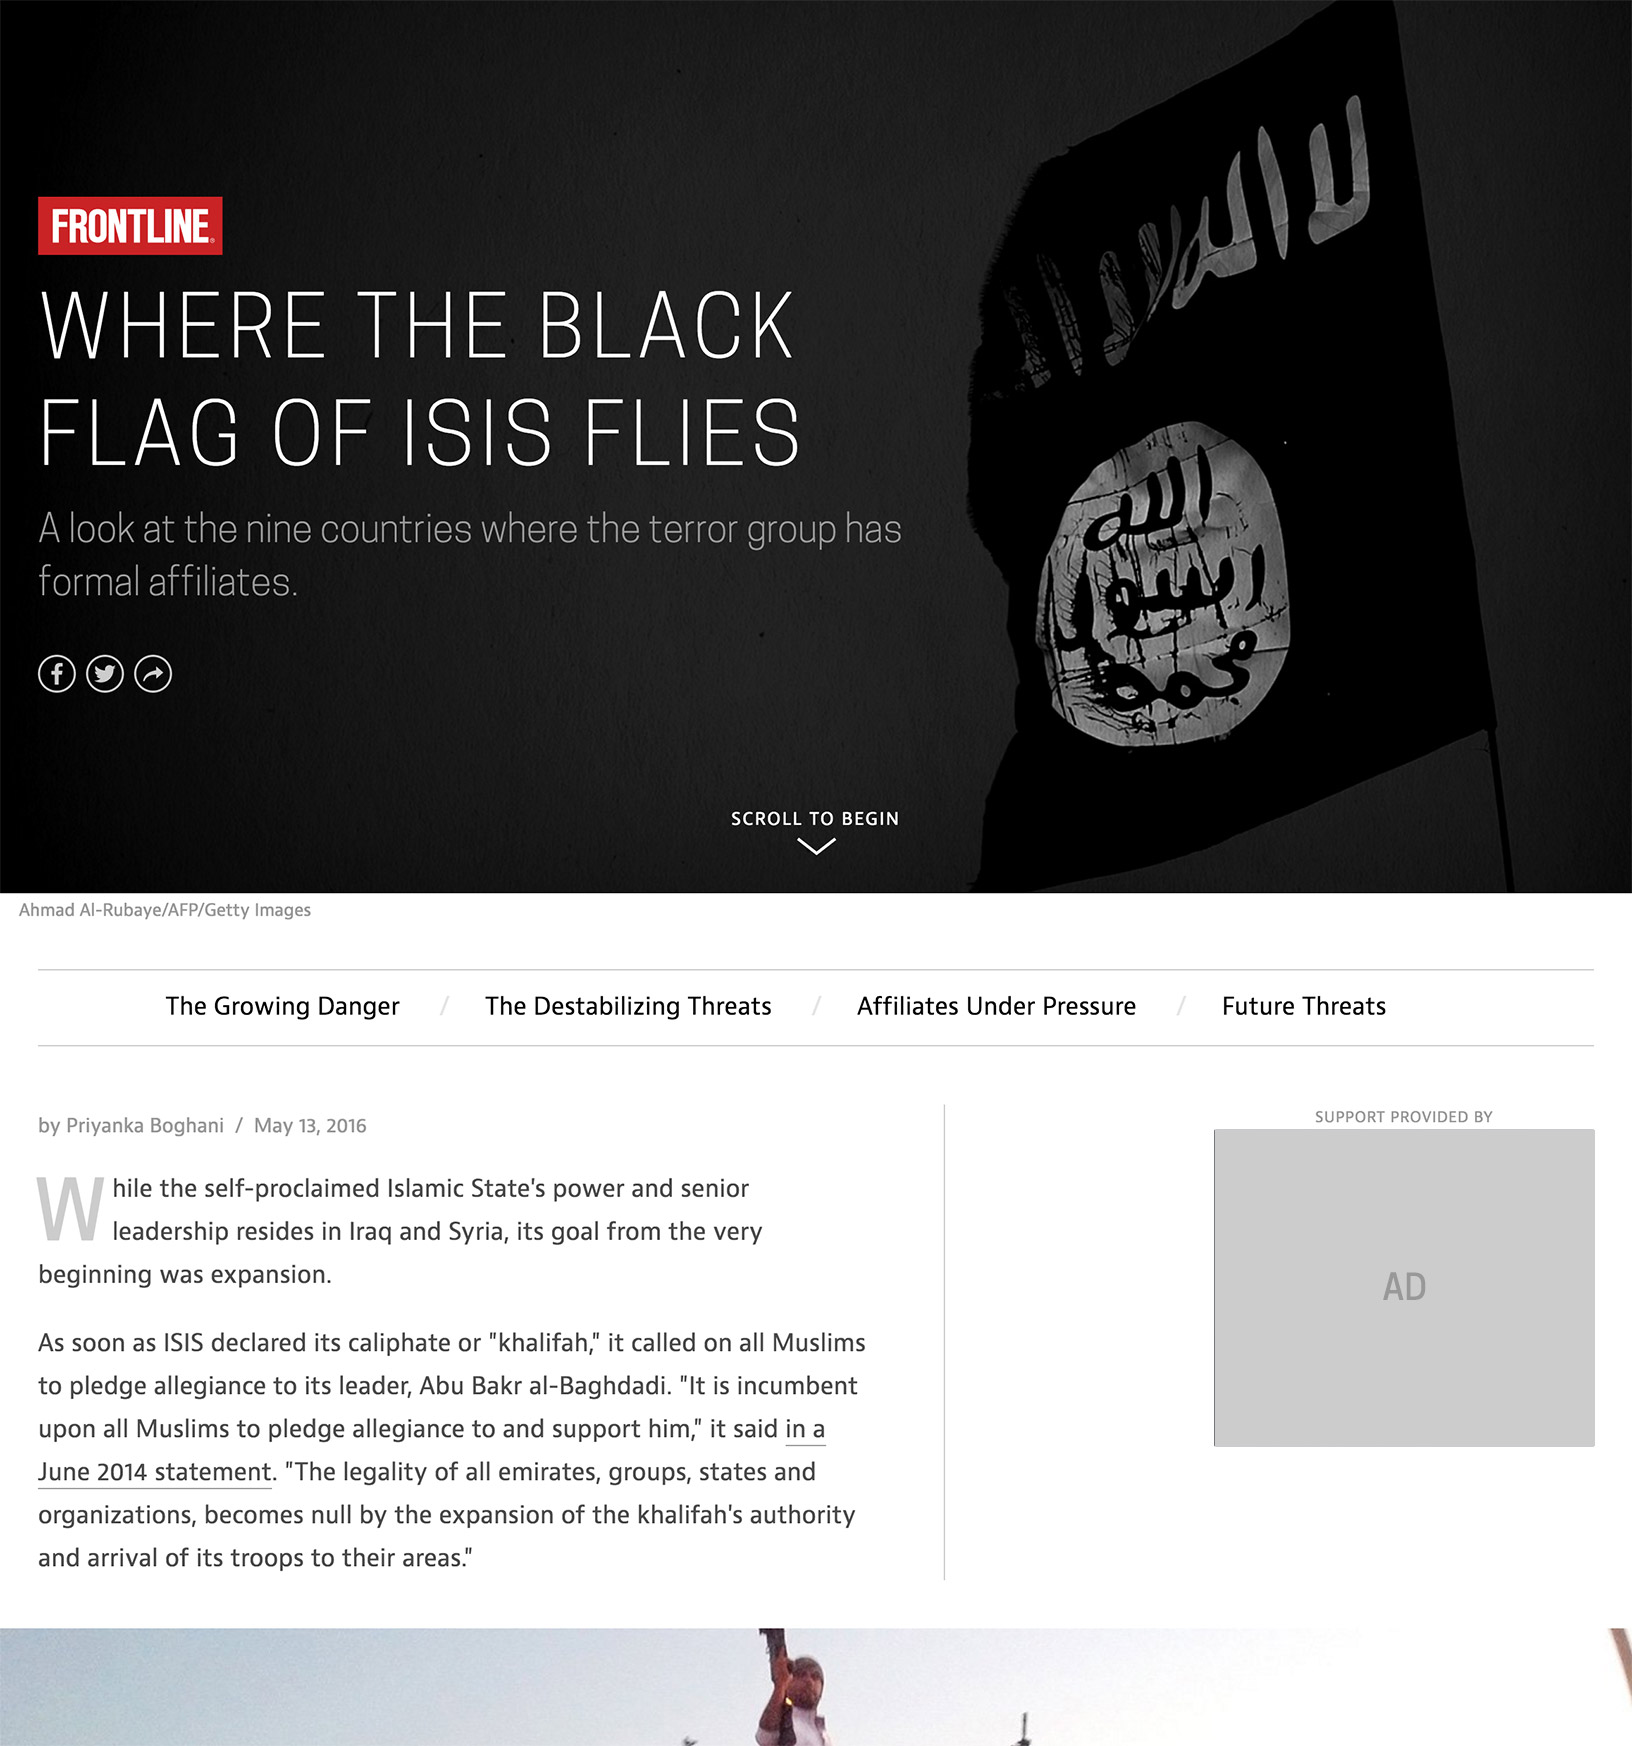 لا اله الا
الله
رسول
محمد
FRONTLINE
WHERE THE BLACK
FLAG OF ISIS FLIES
A look at the nine countries where the terror group has
formal affiliates.
SCROLL TO BEGIN
Ahmad Al-Rubaye/AFP/Getty Images
The Growing Danger / The Destabilizing Threats / Affiliates Under Pressure / Future Threats
by Priyanka Boghani / May 13, 2016
SUPPORT PROVIDED BY
AD
While the self-proclaimed Islamic State's power and senior
leadership resides in Iraq and Syria, its goal from the very
beginning was expansion.
As soon as ISIS declared its caliphate or "khalifah," it called on all Muslims
to pledge allegiance to its leader, Abu Bakr al-Baghdadi. "It is incumbent
upon all Muslims to pledge allegiance to and support him," it said in a
June 2014 statement. "The legality of all emirates, groups, states and
organizations, becomes null by the expansion of the khalifah's authority
and arrival of its troops to their areas."